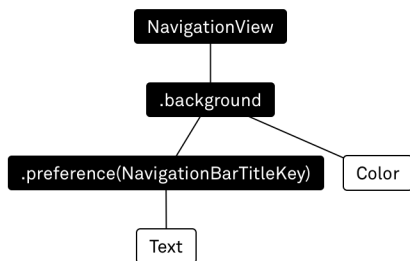 NavigationView
.background
.preference(NavigationBarTitleKey)
Color
Text